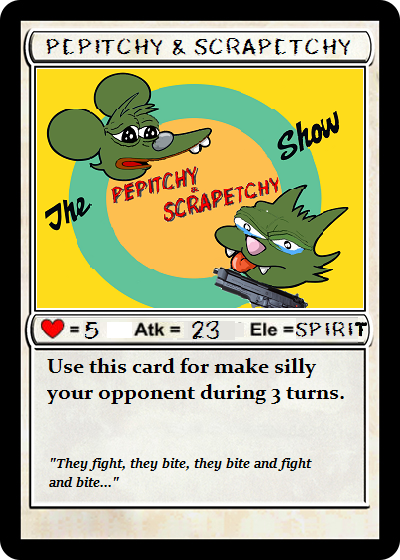 PEPITCHY & SCRAPETCHY
The PEPITCHY & SCRAPETCHY Show
= 5 Atk = 23 Ele =SPIRIT
Use this card for make silly
your opponent during 3 turns.
"They fight, they bite, they bite and fight
and bite..."